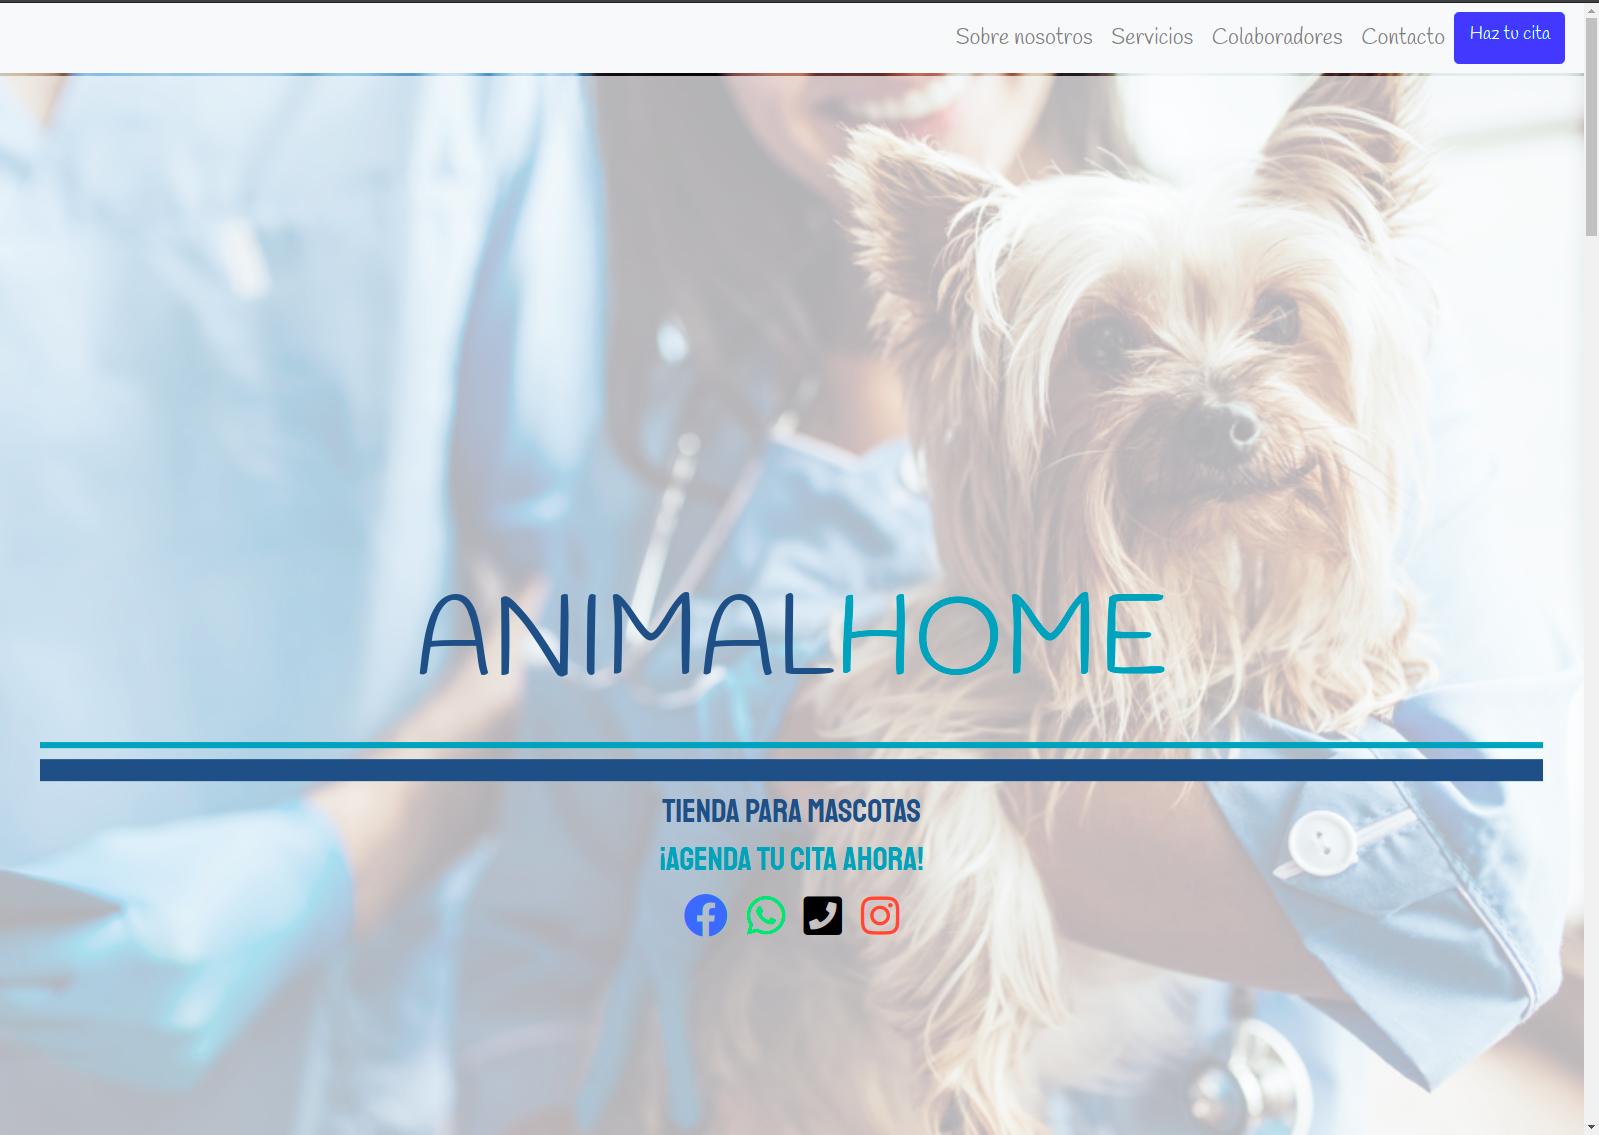 Sobre nosotros Servicios Colaboradores Contacto Haz tu cita
ANIMALHOME
TIENDA PARA MASCOTAS
¡AGENDA TU CITA AHORA!